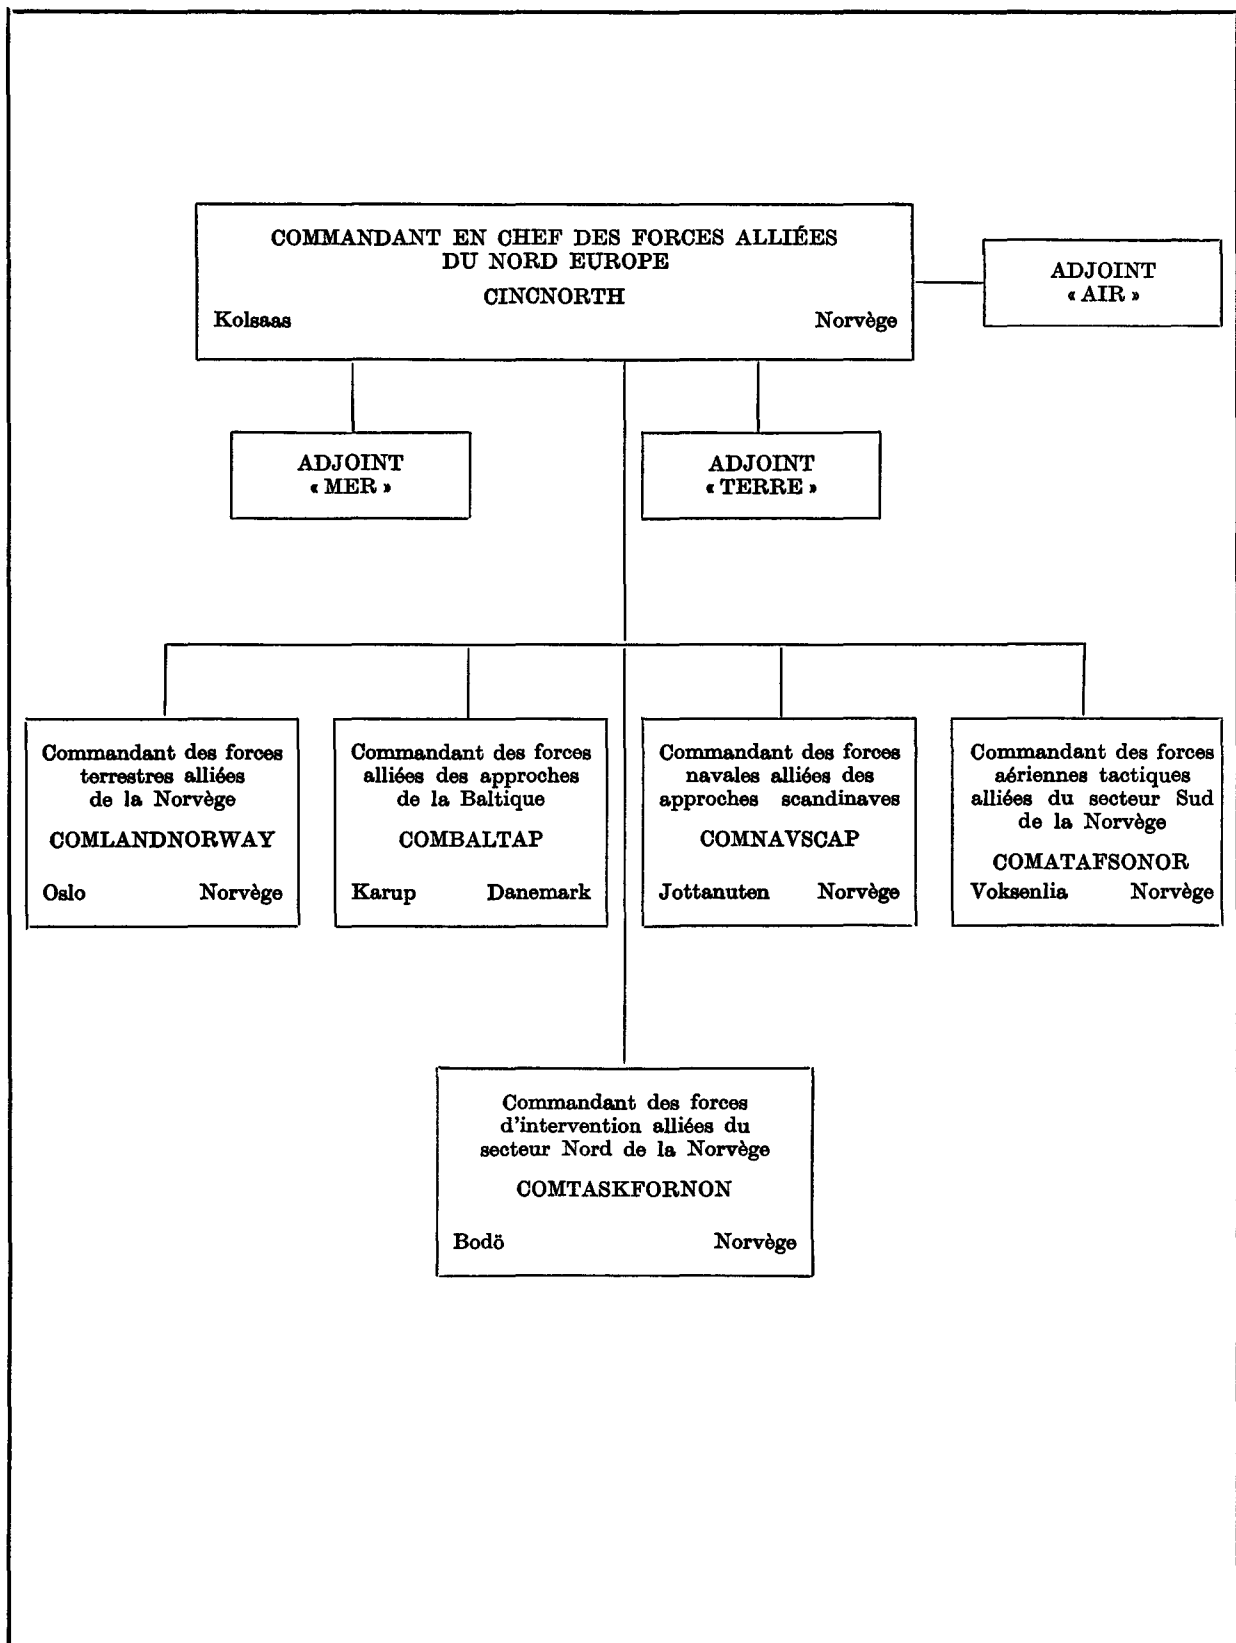 COMMANDANT EN CHEF DES FORCES ALLIÉES
DU NORD EUROPE
CINCNORTH
Kolsaas Norvège
ADJOINT
« AIR »
ADJOINT
« MER »
ADJOINT
« TERRE »
Commandant des forces
terrestres alliées
de la Norvège
COMLANDNORWAY
Oslo Norvège
Commandant des forces
alliées des approches
de la Baltique
COMBALTAP
Karup Danemark
Commandant des forces
navales alliées des
approches scandinaves
COMNAVSCAP
Jottanuten Norvège
Commandant des forces
aériennes tactiques
alliées du secteur Sud
de la Norvège
COMATAFSONOR
Voksenlia Norvège
Commandant des forces
d'intervention alliées du
secteur Nord de la Norvège
COMTASKFORNON
Bodö Norvège